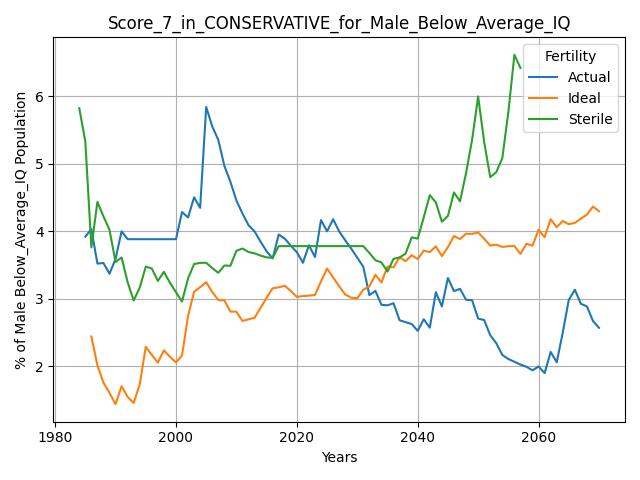 Score_7_in_CONSERVATIVE_for_Male_Below_Average_IQ
% of Male Below_Average_IQ Population
6
5
4
3
2
1980
2000
2020
2040
2060
Years
Fertility
Actual
Ideal
Sterile